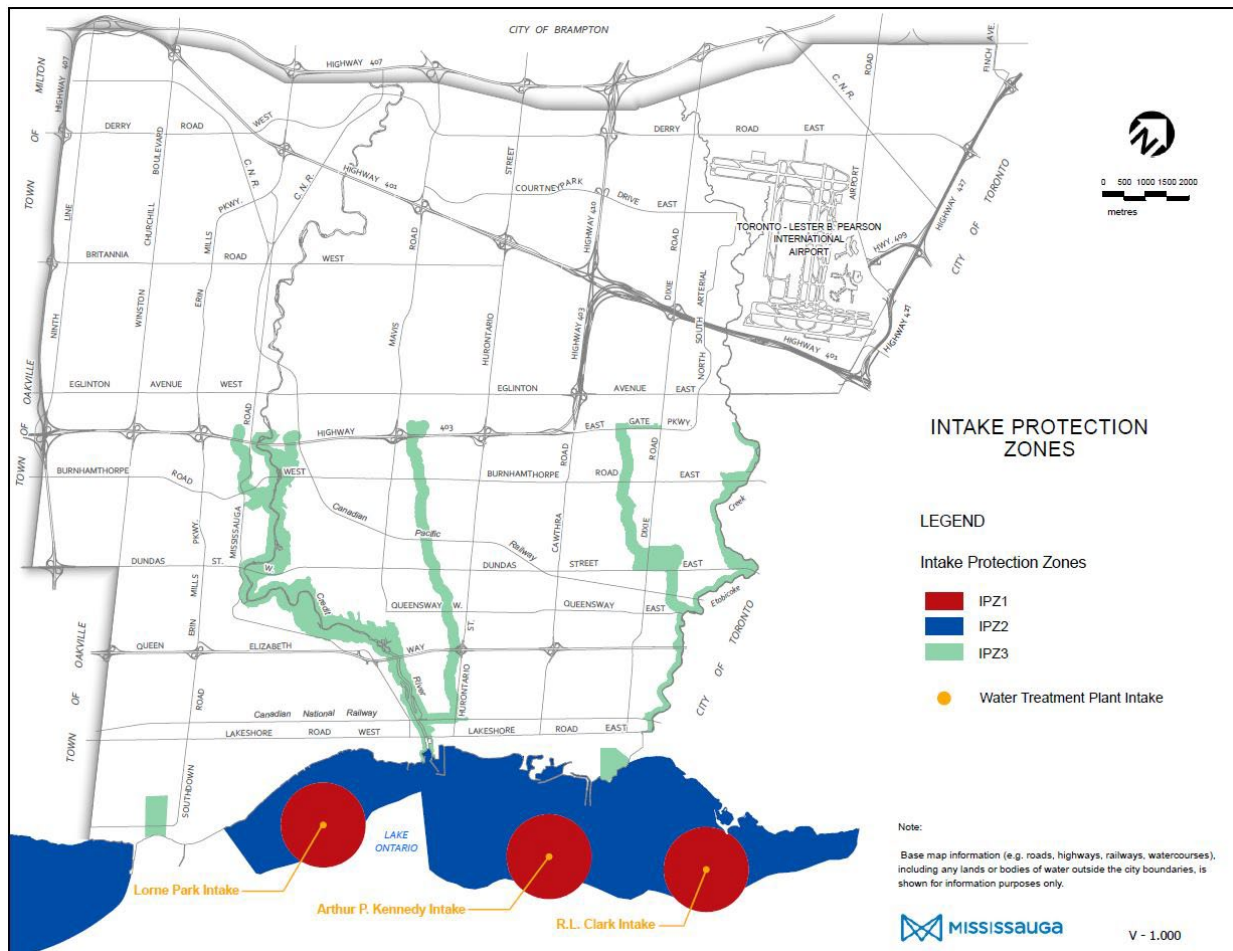 CITY OF BRAMPTON
FINCH AVE.
HIGHWAY 407
HIGHWAY 407
TOWN OF MILTON
C.N.R.
ROAD
DERRY ROAD WEST
DERRY ROAD EAST
BOULEVARD
STREET
C.N.R.
C.N.R.
HIGHWAY 401
COURTNEYPARK DRIVE EAST
HIGHWAY 410
AIRPORT
HIGHWAY 427
CITY OF TORONTO
0 500 1000 1500 2000
metres
LINE
CHURCHILL
PKWY.
MILLS
ROAD
ROAD
TORONTO - LESTER B. PEARSON
INTERNATIONAL
AIRPORT
HWY. 409
BRITANNIA ROAD WEST
NINTH
WINSTON
ERIN
MAVIS
HURONTARIO
HIGHWAY 403
DIXIE
NORTH SOUTH ARTERIAL
HIGHWAY 401
HIGHWAY 427
EGLINTON AVENUE WEST
EGLINTON AVENUE EAST
TOWN OF OAKVILLE
ROAD
HIGHWAY 403
EAST GATE PKWY.
INTAKE PROTECTION
ZONES
BURNHAMTHORPE ROAD WEST
BURNHAMTHORPE ROAD EAST
ROAD
ROAD
Creek
Canadian Pacific Railway
PKWY.
MISSISSAUGA
CAWTHRA
DIXIE
LEGEND
Intake Protection Zones
DUNDAS ST. W.
DUNDAS STREET EAST
IPZ1
IPZ2
IPZ3
Water Treatment Plant Intake
MILLS
ERIN
Credit
River
QUEENSWAY W.
QUEENSWAY EAST
Etobicoke
CITY OF TORONTO
QUEEN ELIZABETH WAY
ST.
HURONTARIO
TOWN OF OAKVILLE
ROAD
SOUTHDOWN
Canadian National Railway
LAKESHORE ROAD WEST
LAKESHORE ROAD EAST
LAKE
ONTARIO
Lorne Park Intake
Arthur P. Kennedy Intake
R.L. Clark Intake
Note:
Base map information (e.g. roads, highways, railways, watercourses),
including any lands or bodies of water outside the city boundaries, is
shown for information purposes only.
MISSISSAUGA
V - 1.000